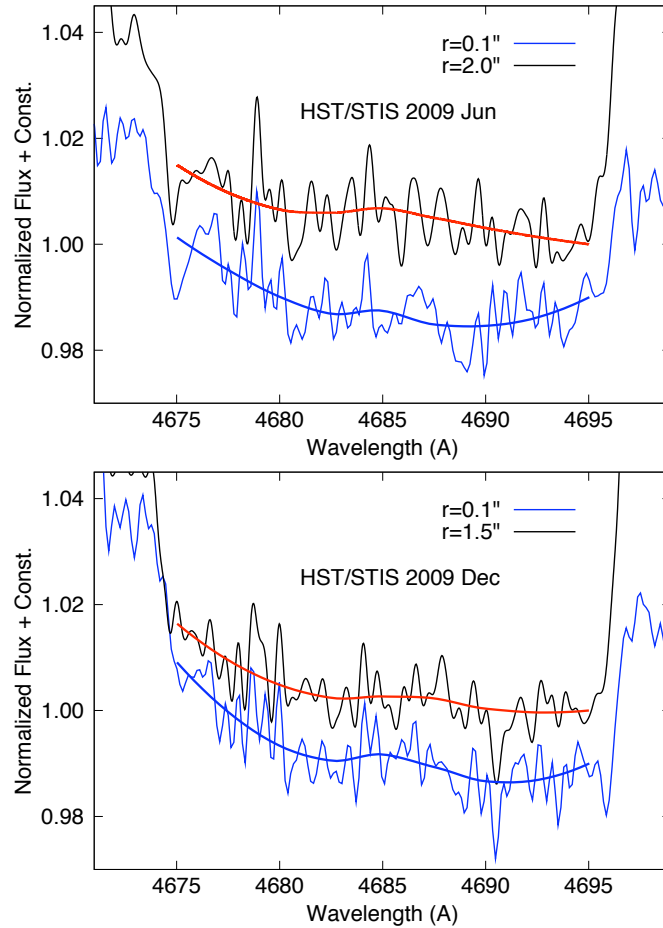 1.04
1.02
1.00
0.98
Normalized Flux + Const.
r=0.1"
r=2.0"
HST/STIS 2009 Jun
4675 4680 4685 4690 4695
Wavelength (A)
1.04
1.02
1.00
0.98
Normalized Flux + Const.
r=0.1"
r=1.5"
HST/STIS 2009 Dec
4675 4680 4685 4690 4695
Wavelength (A)